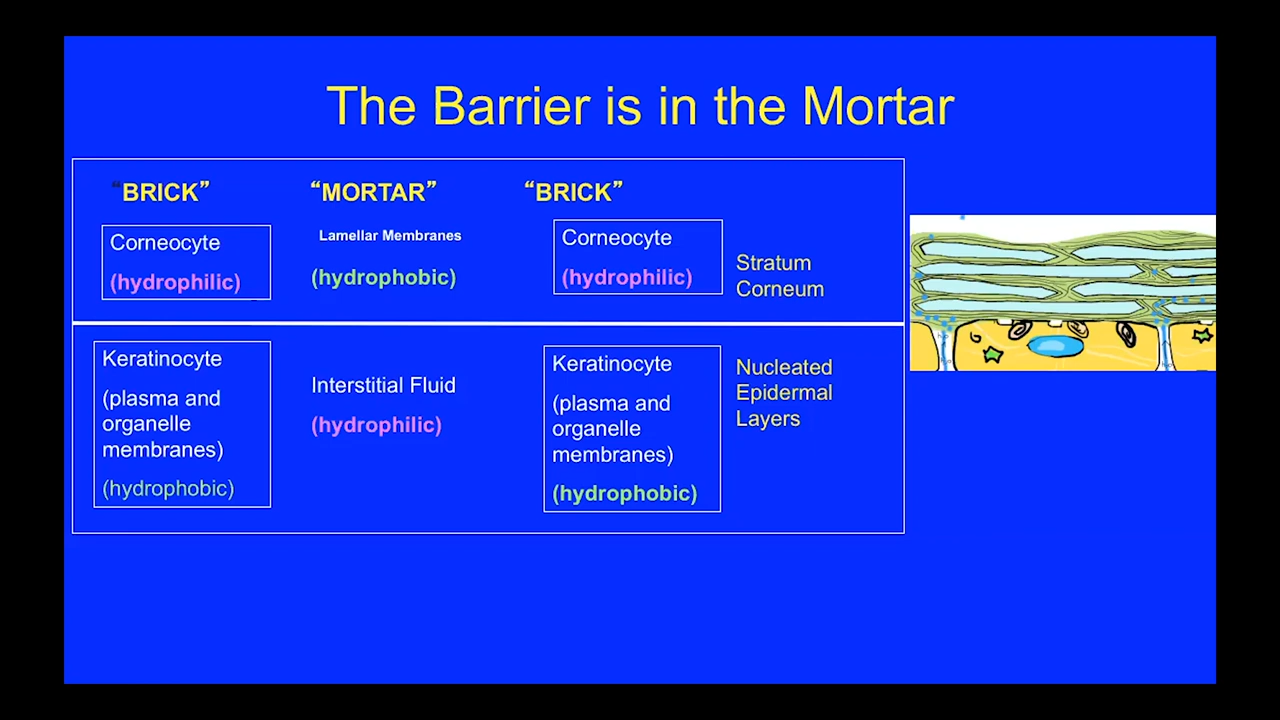 The Barrier is in the Mortar
“BRICK”
“MORTAR”
“BRICK”
Corneocyte
(hydrophilic)
Lamellar Membranes
(hydrophobic)
Corneocyte
(hydrophilic)
Stratum
Corneum
Keratinocyte
(plasma and
organelle
membranes)
(hydrophobic)
Interstitial Fluid
(hydrophilic)
Keratinocyte
(plasma and
organelle
membranes)
(hydrophobic)
Nucleated
Epidermal
Layers